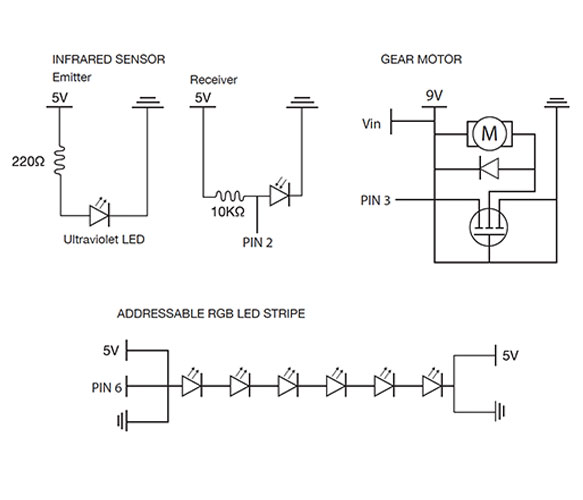 INFRARED SENSOR
Emitter
5V
220Ω
Ultraviolet LED
Receiver
5V
10KΩ
PIN 2
GEAR MOTOR
9V
Vin
M
PIN 3
ADDRESSABLE RGB LED STRIPE
5V
PIN 6
5V